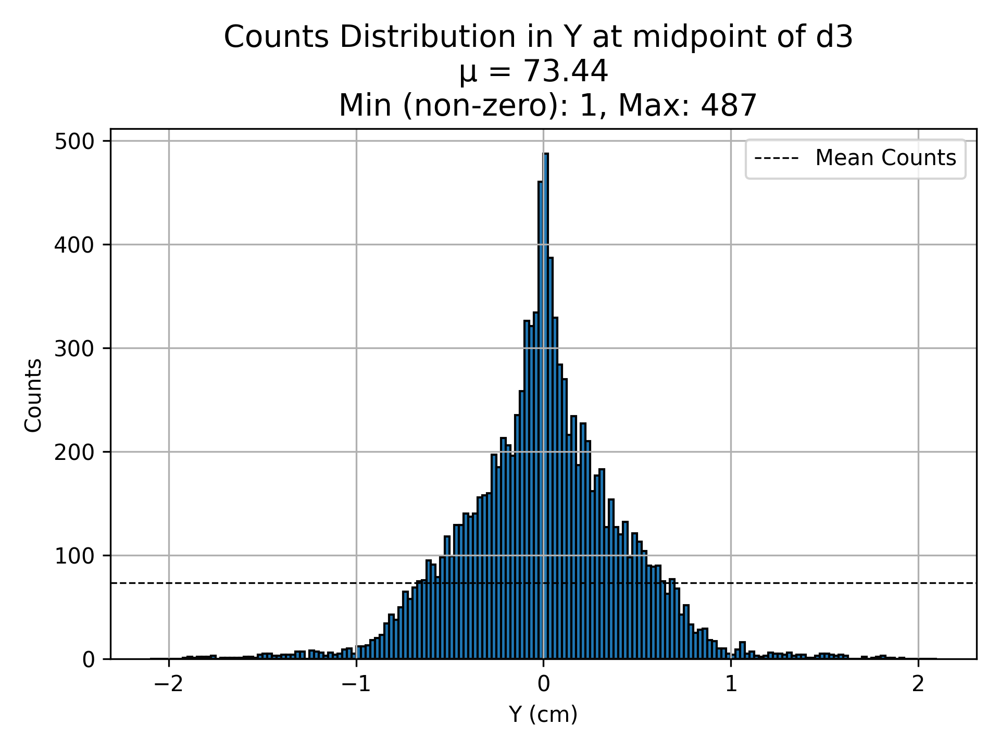 Counts Distribution in Y at midpoint of d3
μ = 73.44
Min (non-zero): 1, Max: 487
Mean Counts
500
400
300
200
100
0
Counts
−2
−1
0
1
2
Y (cm)